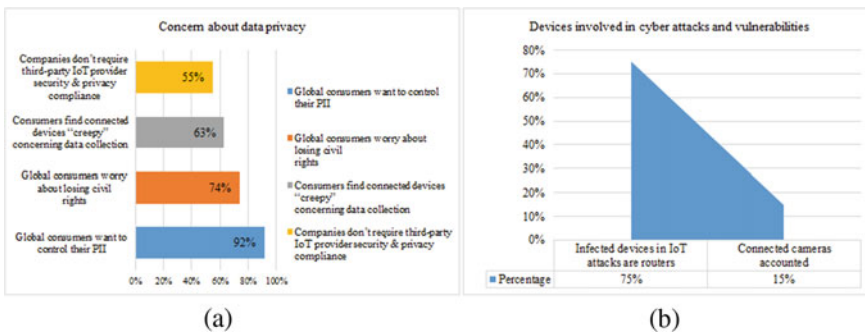 Concern about data privacy
Companies don't require
third-party IoT provider
security & privacy
compliance
55%
Consumers find connected
devices "creepy"
concerning data collection
63%
Global consumers worry
about losing civil
rights
74%
Global consumers want to
control their PII
92%
0% 20% 40% 60% 80% 100%
Global consumers want to control
their PII
Global consumers worry about
losing civil
rights
Consumers find connected devices
"creepy"
concerning data collection
Companies don't require third-party
IoT provider security & privacy
compliance
(a)
Devices involved in cyber attacks and vulnerabilities
80%
70%
60%
50%
40%
30%
20%
10%
0%
Infected devices in IoT
attacks are routers
Connected cameras
accounted
Percentage 75% 15%
(b)